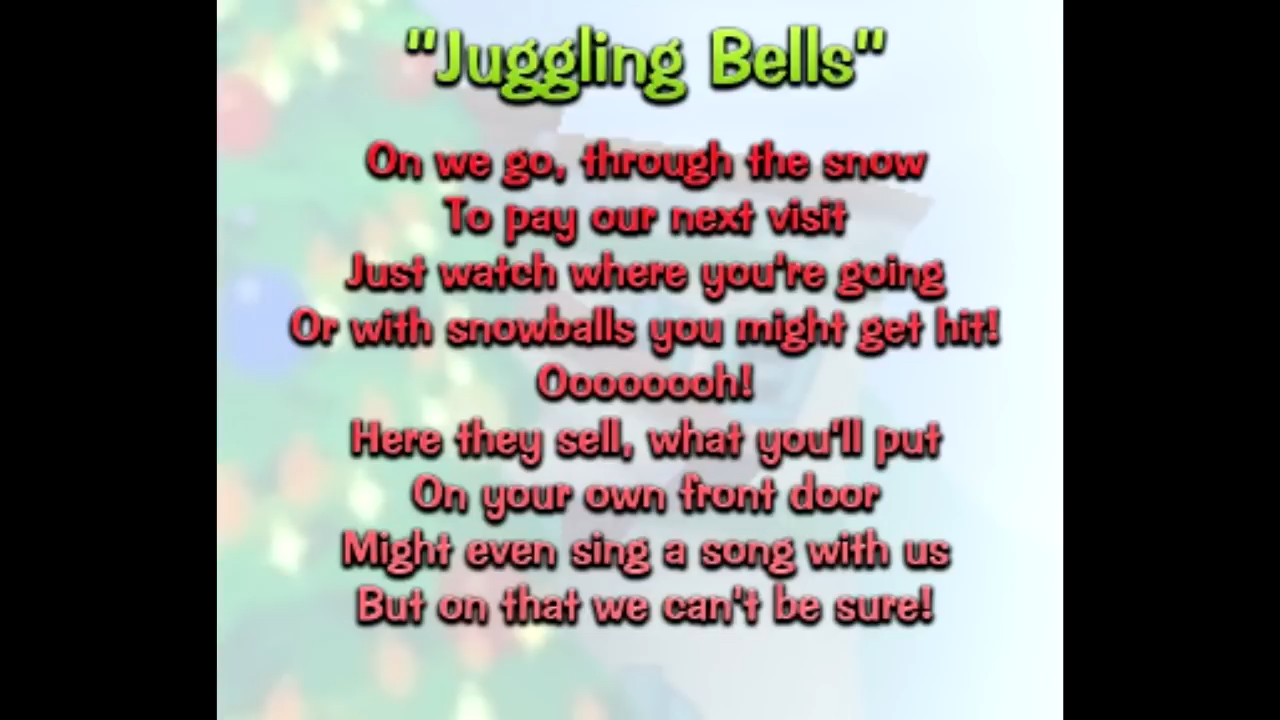 "Juggling Bells"
On we go, through the snow
To pay our next visit
Just watch where you're going
Or with snowballs you might get hit!
Oooooooh!
Here they sell, what you'll put
On your own front door
Might even sing a song with us
But on that we can't be sure!